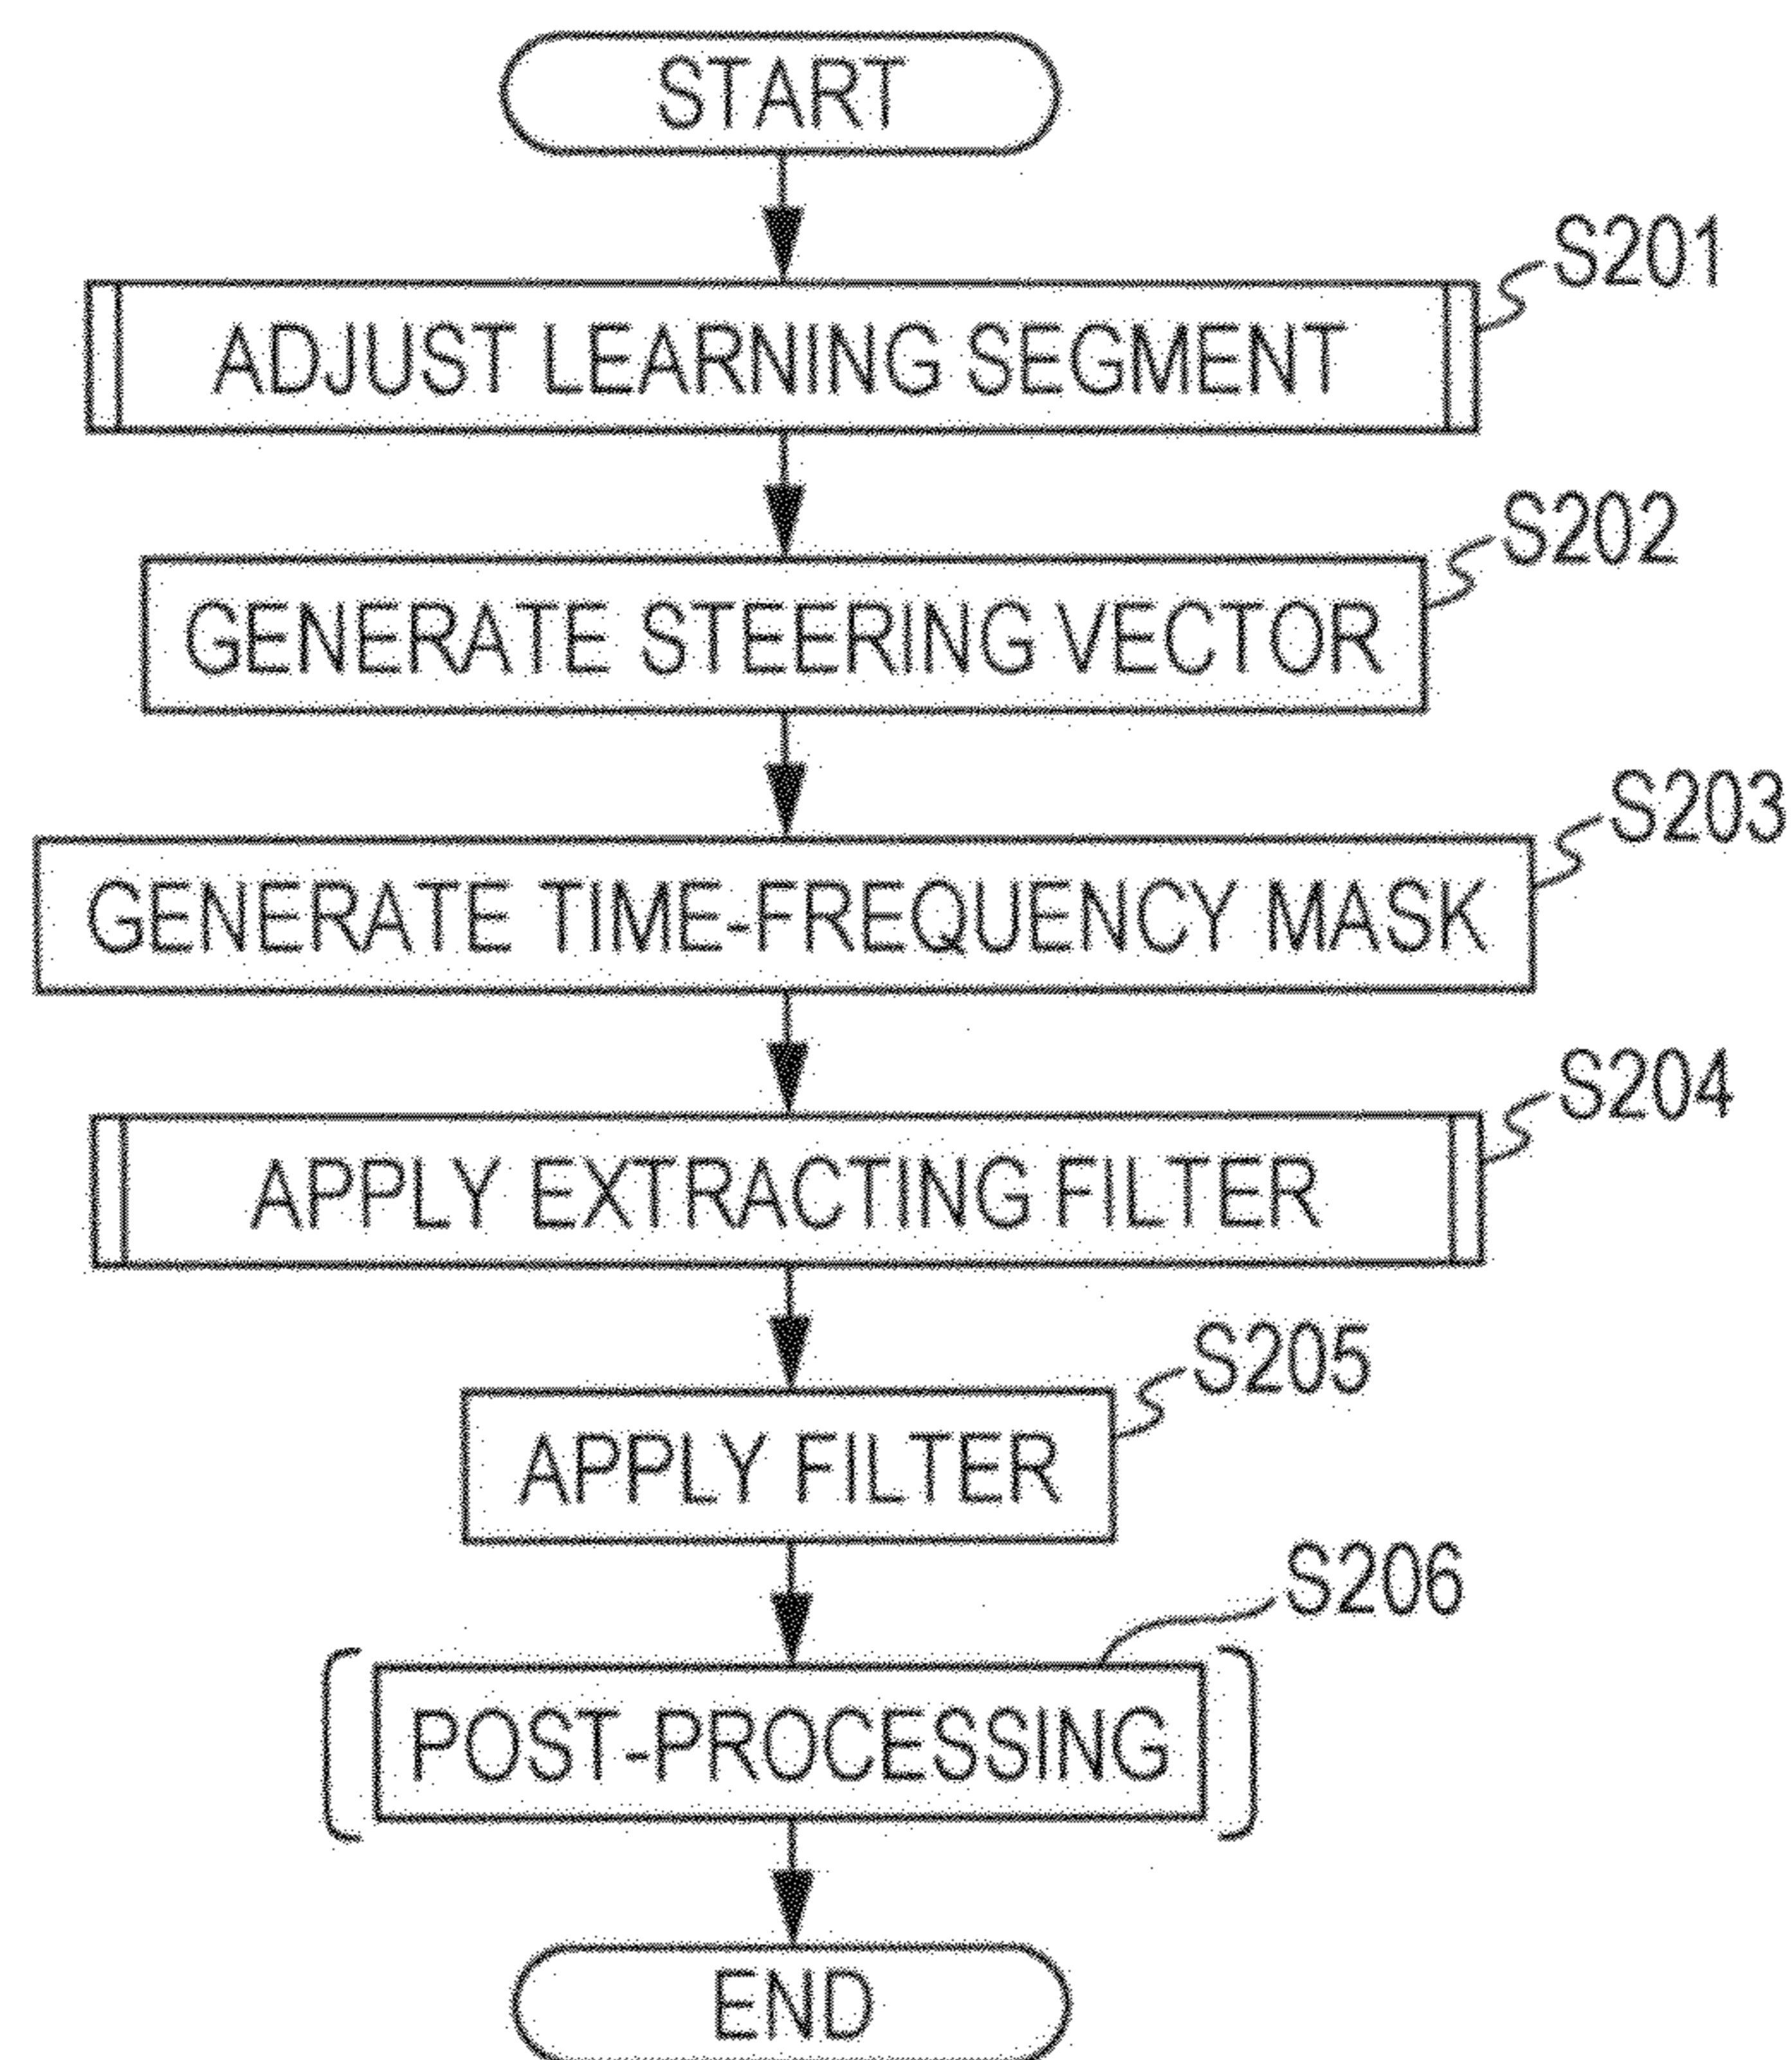 START
S201
ADJUST LEARNING SEGMENT
S202
GENERATE STEERING VECTOR
S203
GENERATE TIME-FREQUENCY MASK
S204
APPLY EXTRACTING FILTER
S205
APPLY FILTER
S206
POST-PROCESSING
END